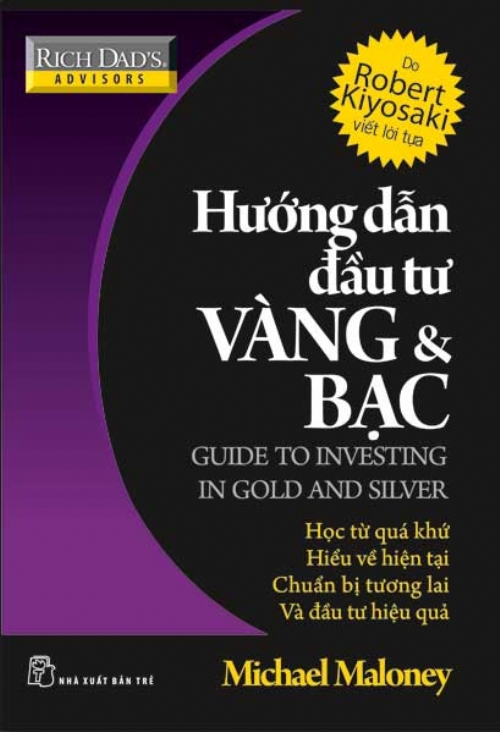 RICH DAD'S®
ADVISORS
Do
Robert
Kiyosaki
viết lời tựa
Hướng dẫn
đầu tư
VÀNG &
BẠC
GUIDE TO INVESTING
IN GOLD AND SILVER
Học từ quá khứ
Hiểu về hiện tại
Chuẩn bị tương lai
Và đầu tư hiệu quả
NHÀ XUẤT BẢN TRẺ
Michael Maloney